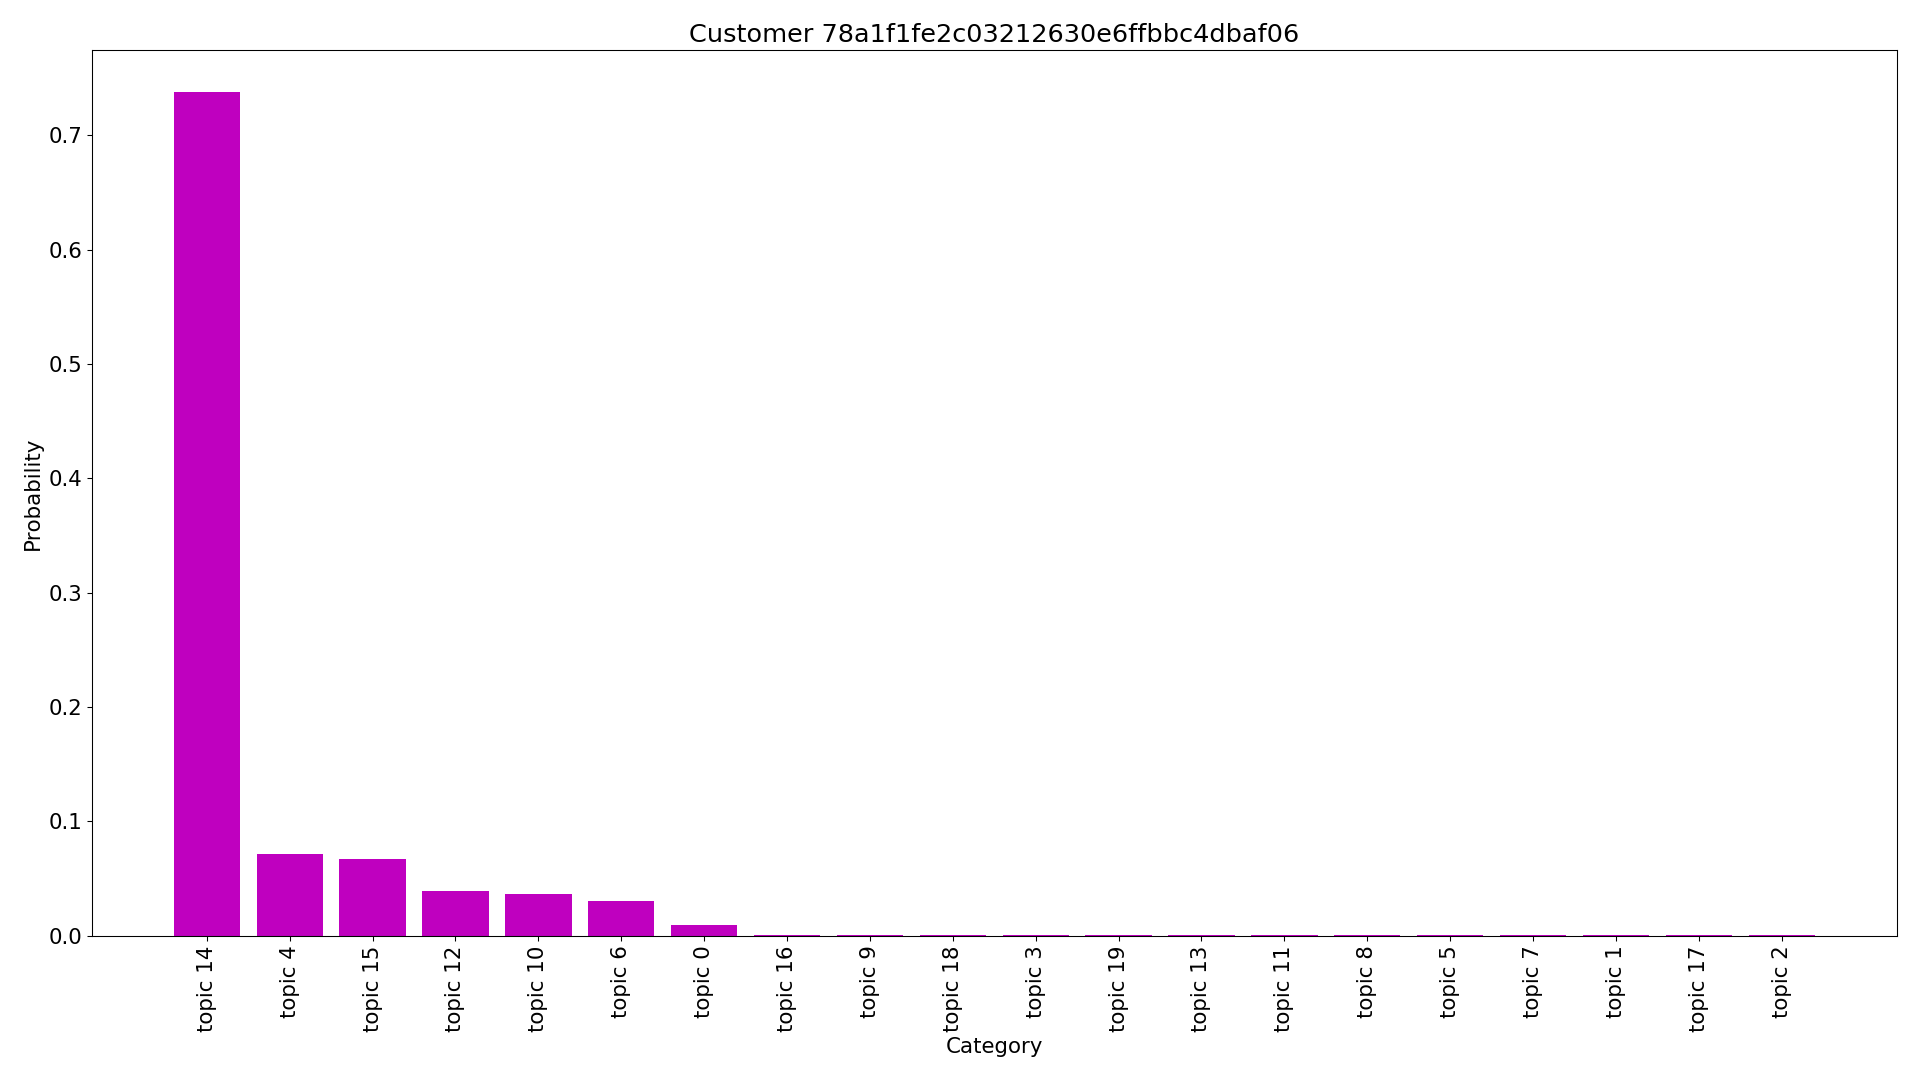 Customer 78a1f1fe2c03212630e6ffbbc4dbaf06
Probability
0.7
0.6
0.5
0.4
0.3
0.2
0.1
0.0
topic 14
topic 4
topic 15
topic 12
topic 10
topic 6
topic 0
topic 16
topic 9
topic 18
topic 3
topic 19
topic 13
topic 11
topic 8
topic 5
topic 7
topic 1
topic 17
topic 2
Category